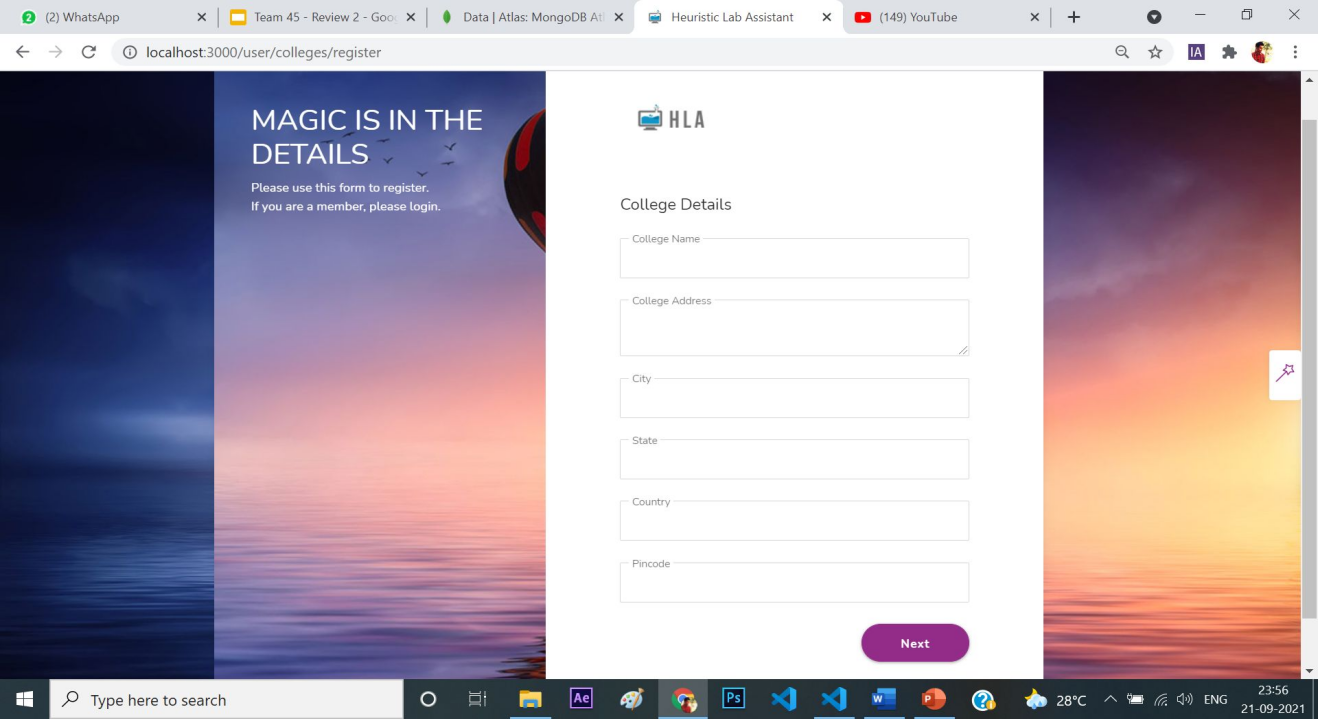 (2) WhatsApp
Team 45 - Review 2 - Goo
Data | Atlas: MongoDB Atl
Heuristic Lab Assistant
(149) YouTube
localhost:3000/user/colleges/register
IA
MAGIC IS IN THE
DETAILS
Please use this form to register.
If you are a member, please login.
HLA
College Details
College Name
College Address
City
State
Country
Pincode
Next
Type here to search
Ae
Ps
W
P
28°C
ENG
23:56
21-09-2021